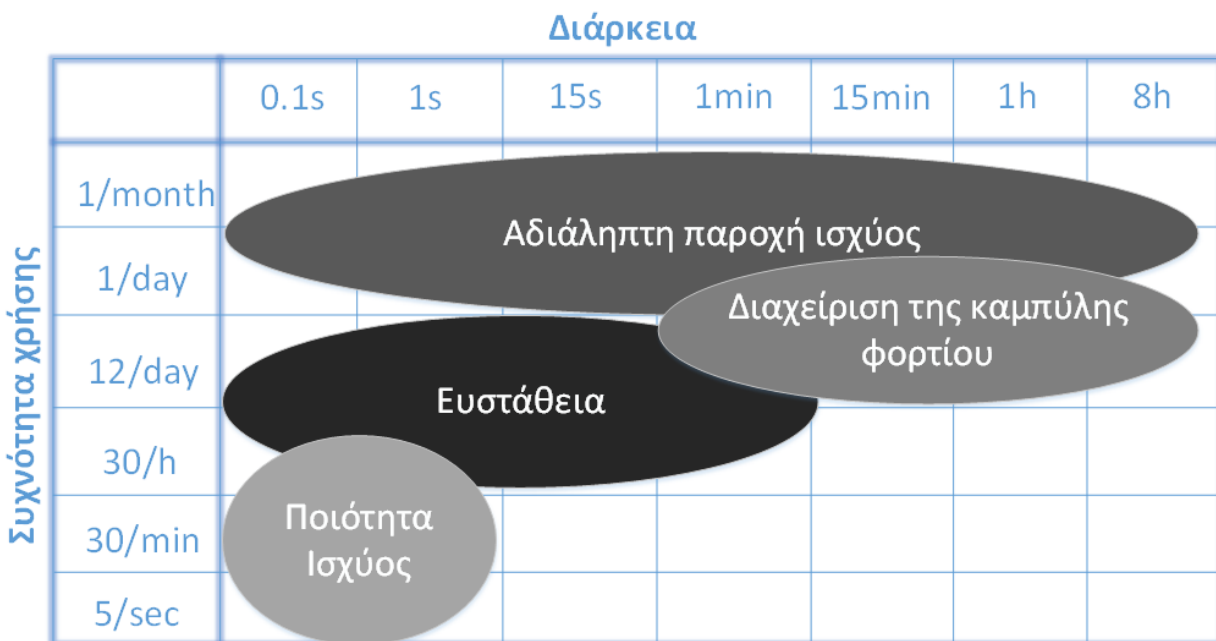 Διάρκεια
0.1s 1s 15s 1min 15min 1h 8h
Συχνότητα χρήσης
1/month
1/day
12/day
30/h
30/min
5/sec
Αδιάληπτη παροχή ισχύος
Διαχείριση της καμπύλης
φορτίου
Ευστάθεια
Ποιότητα
Ισχύος